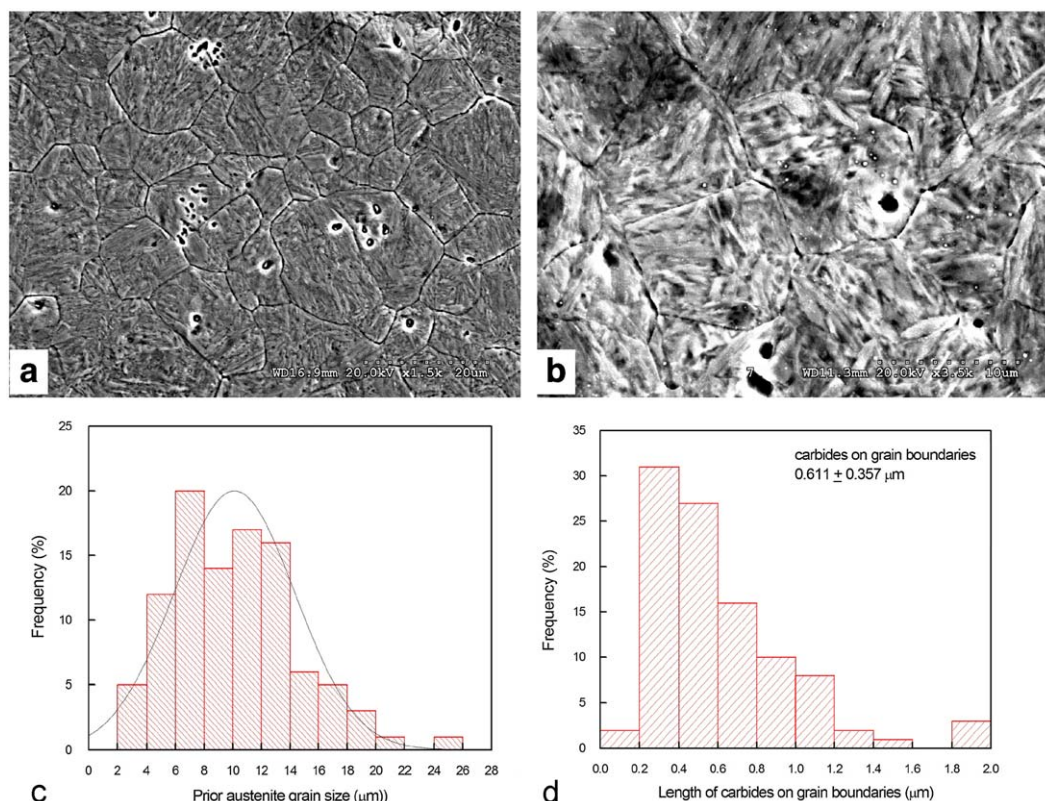 a
WD16.9mm 20.0kV x1.5k 20um
b
7 WD11.3mm 20.0kV x3.5k 10um
25
20
15
10
5
0
Frequency (%)
0 2 4 6 8 10 12 14 16 18 20 22 24 26 28
Prior austenite grain size (μm))
c
35
30
25
20
15
10
5
0
Frequency (%)
carbides on grain boundaries
0.611 ± 0.357 μm
0.0 0.2 0.4 0.6 0.8 1.0 1.2 1.4 1.6 1.8 2.0
Length of carbides on grain boundaries (μm)
d